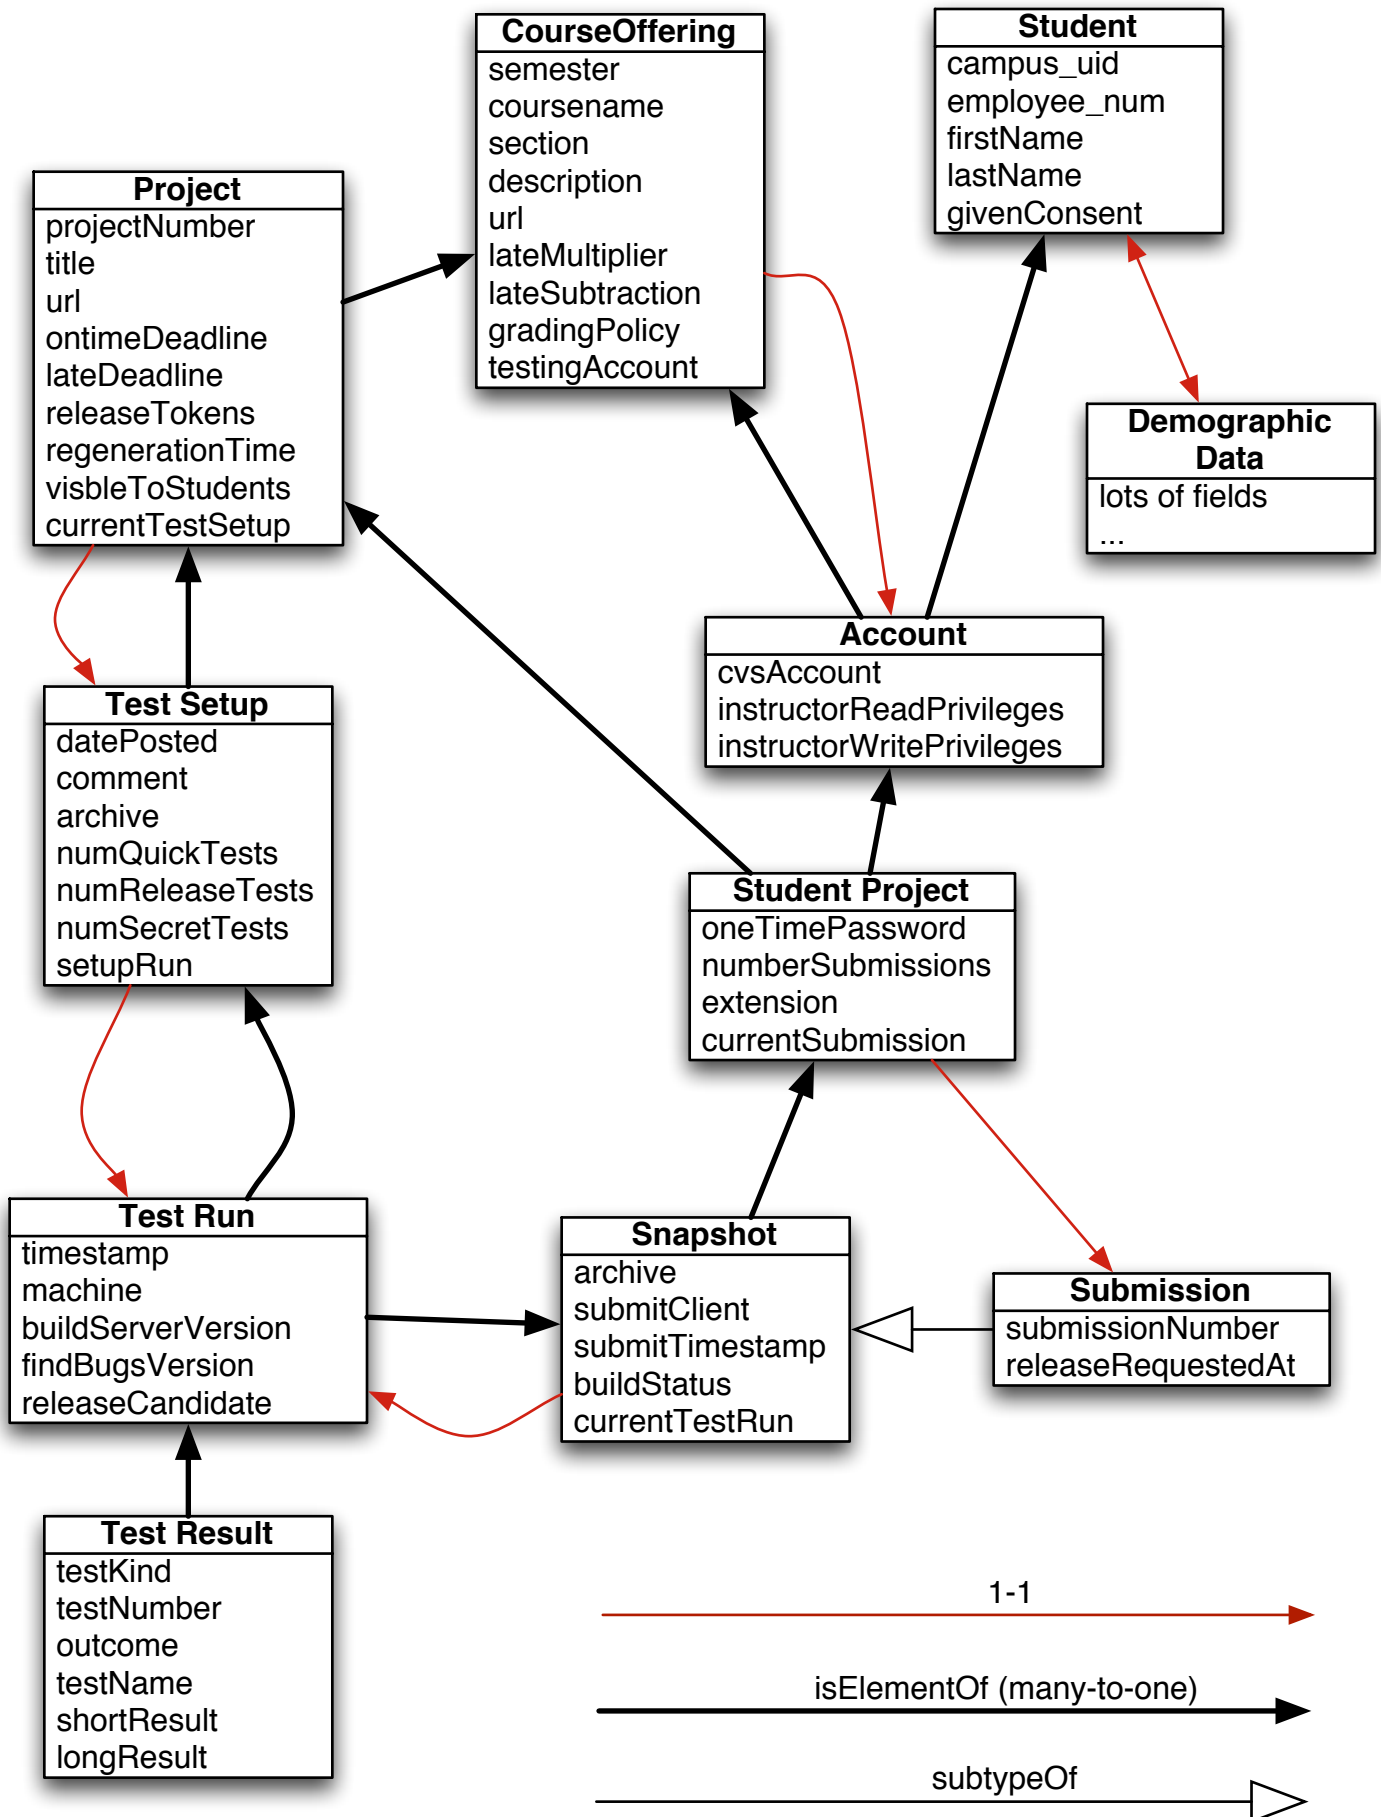 CourseOffering
semester
coursename
section
description
url
lateMultiplier
lateSubtraction
gradingPolicy
testingAccount
Student
campus_uid
employee_num
firstName
lastName
givenConsent
Project
projectNumber
title
url
ontimeDeadline
lateDeadline
releaseTokens
regenerationTime
visbleToStudents
currentTestSetup
Demographic
Data
lots of fields
...
Account
cvsAccount
instructorReadPrivileges
instructorWritePrivileges
Test Setup
datePosted
comment
archive
numQuickTests
numReleaseTests
numSecretTests
setupRun
Student Project
oneTimePassword
numberSubmissions
extension
currentSubmission
Test Run
timestamp
machine
buildServerVersion
findBugsVersion
releaseCandidate
Snapshot
archive
submitClient
submitTimestamp
buildStatus
currentTestRun
Submission
submissionNumber
releaseRequestedAt
Test Result
testKind
testNumber
outcome
testName
shortResult
longResult
1-1
isElementOf (many-to-one)
subtypeOf